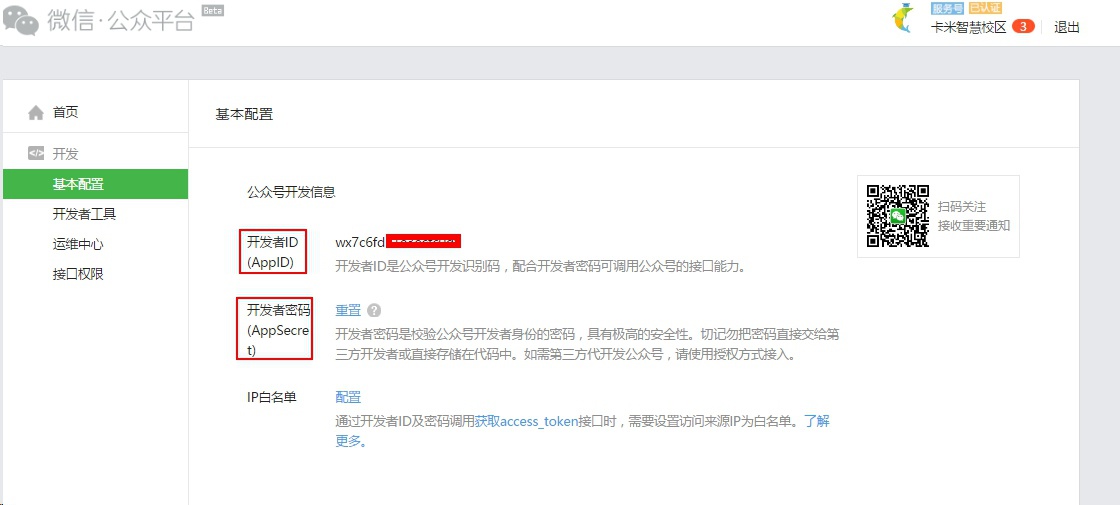 微信·公众平台 Beta
服务号 已认证
卡米智慧校区 3 退出
首页
开发
基本配置
开发者工具
运维中心
接口权限
基本配置
公众号开发信息
开发者ID
(AppID)
wx7c6fd
开发者ID是公众号开发识别码，配合开发者密码可调用公众号的接口能力。
开发者密码
(AppSecre
t)
重置 ?
开发者密码是校验公众号开发者身份的密码，具有极高的安全性。切记勿把密码直接交给第
三方开发者或直接存储在代码中。如需第三方代开发公众号，请使用授权方式接入。
IP白名单
配置
通过开发者ID及密码调用获取access_token接口时，需要设置访问来源IP为白名单。了解
更多。
扫码关注
接收重要通知